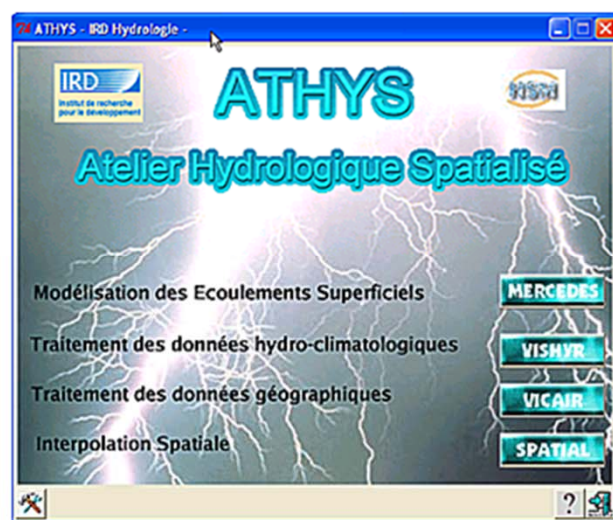 ATHYS - IRD Hydrologie -
IRD
Institut de recherche
pour le développement
ATHYS
HSM
Atelier Hydrologique Spatialisé
Modélisation des Ecoulements Superficiels
MERCEDES
Traitement des données hydro-climatologiques
VISHYR
Traitement des données géographiques
VICAIR
Interpolation Spatiale
SPATIAL
?